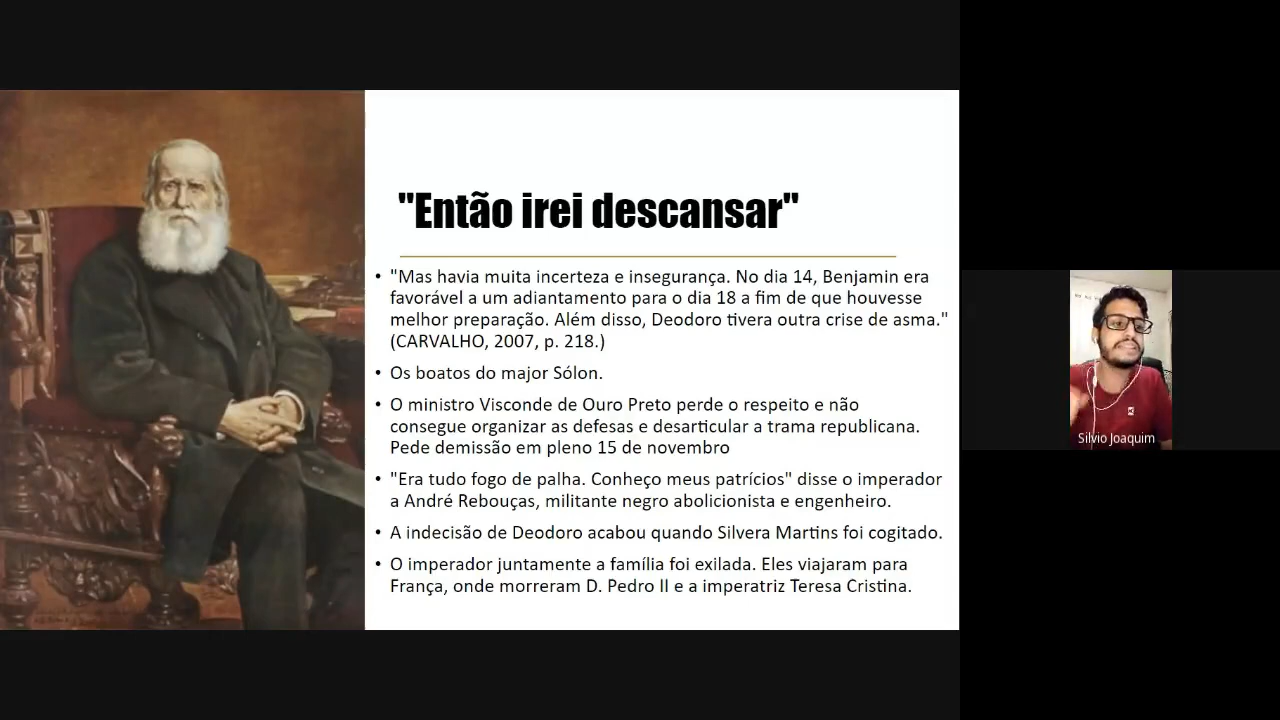 "Então irei descansar"
• "Mas havia muita incerteza e insegurança. No dia 14, Benjamin era
favorável a um adiantamento para o dia 18 a fim de que houvesse
melhor preparação. Além disso, Deodoro tivera outra crise de asma."
(CARVALHO, 2007, p. 218.)
• Os boatos do major Sólon.
• O ministro Visconde de Ouro Preto perde o respeito e não
consegue organizar as defesas e desarticular a trama republicana.
Pede demissão em pleno 15 de novembro
• "Era tudo fogo de palha. Conheço meus patrícios" disse o imperador
a André Rebouças, militante negro abolicionista e engenheiro.
• A indecisão de Deodoro acabou quando Silvera Martins foi cogitado.
• O imperador juntamente a família foi exilada. Eles viajaram para
França, onde morreram D. Pedro II e a imperatriz Teresa Cristina.
Silvio Joaquim